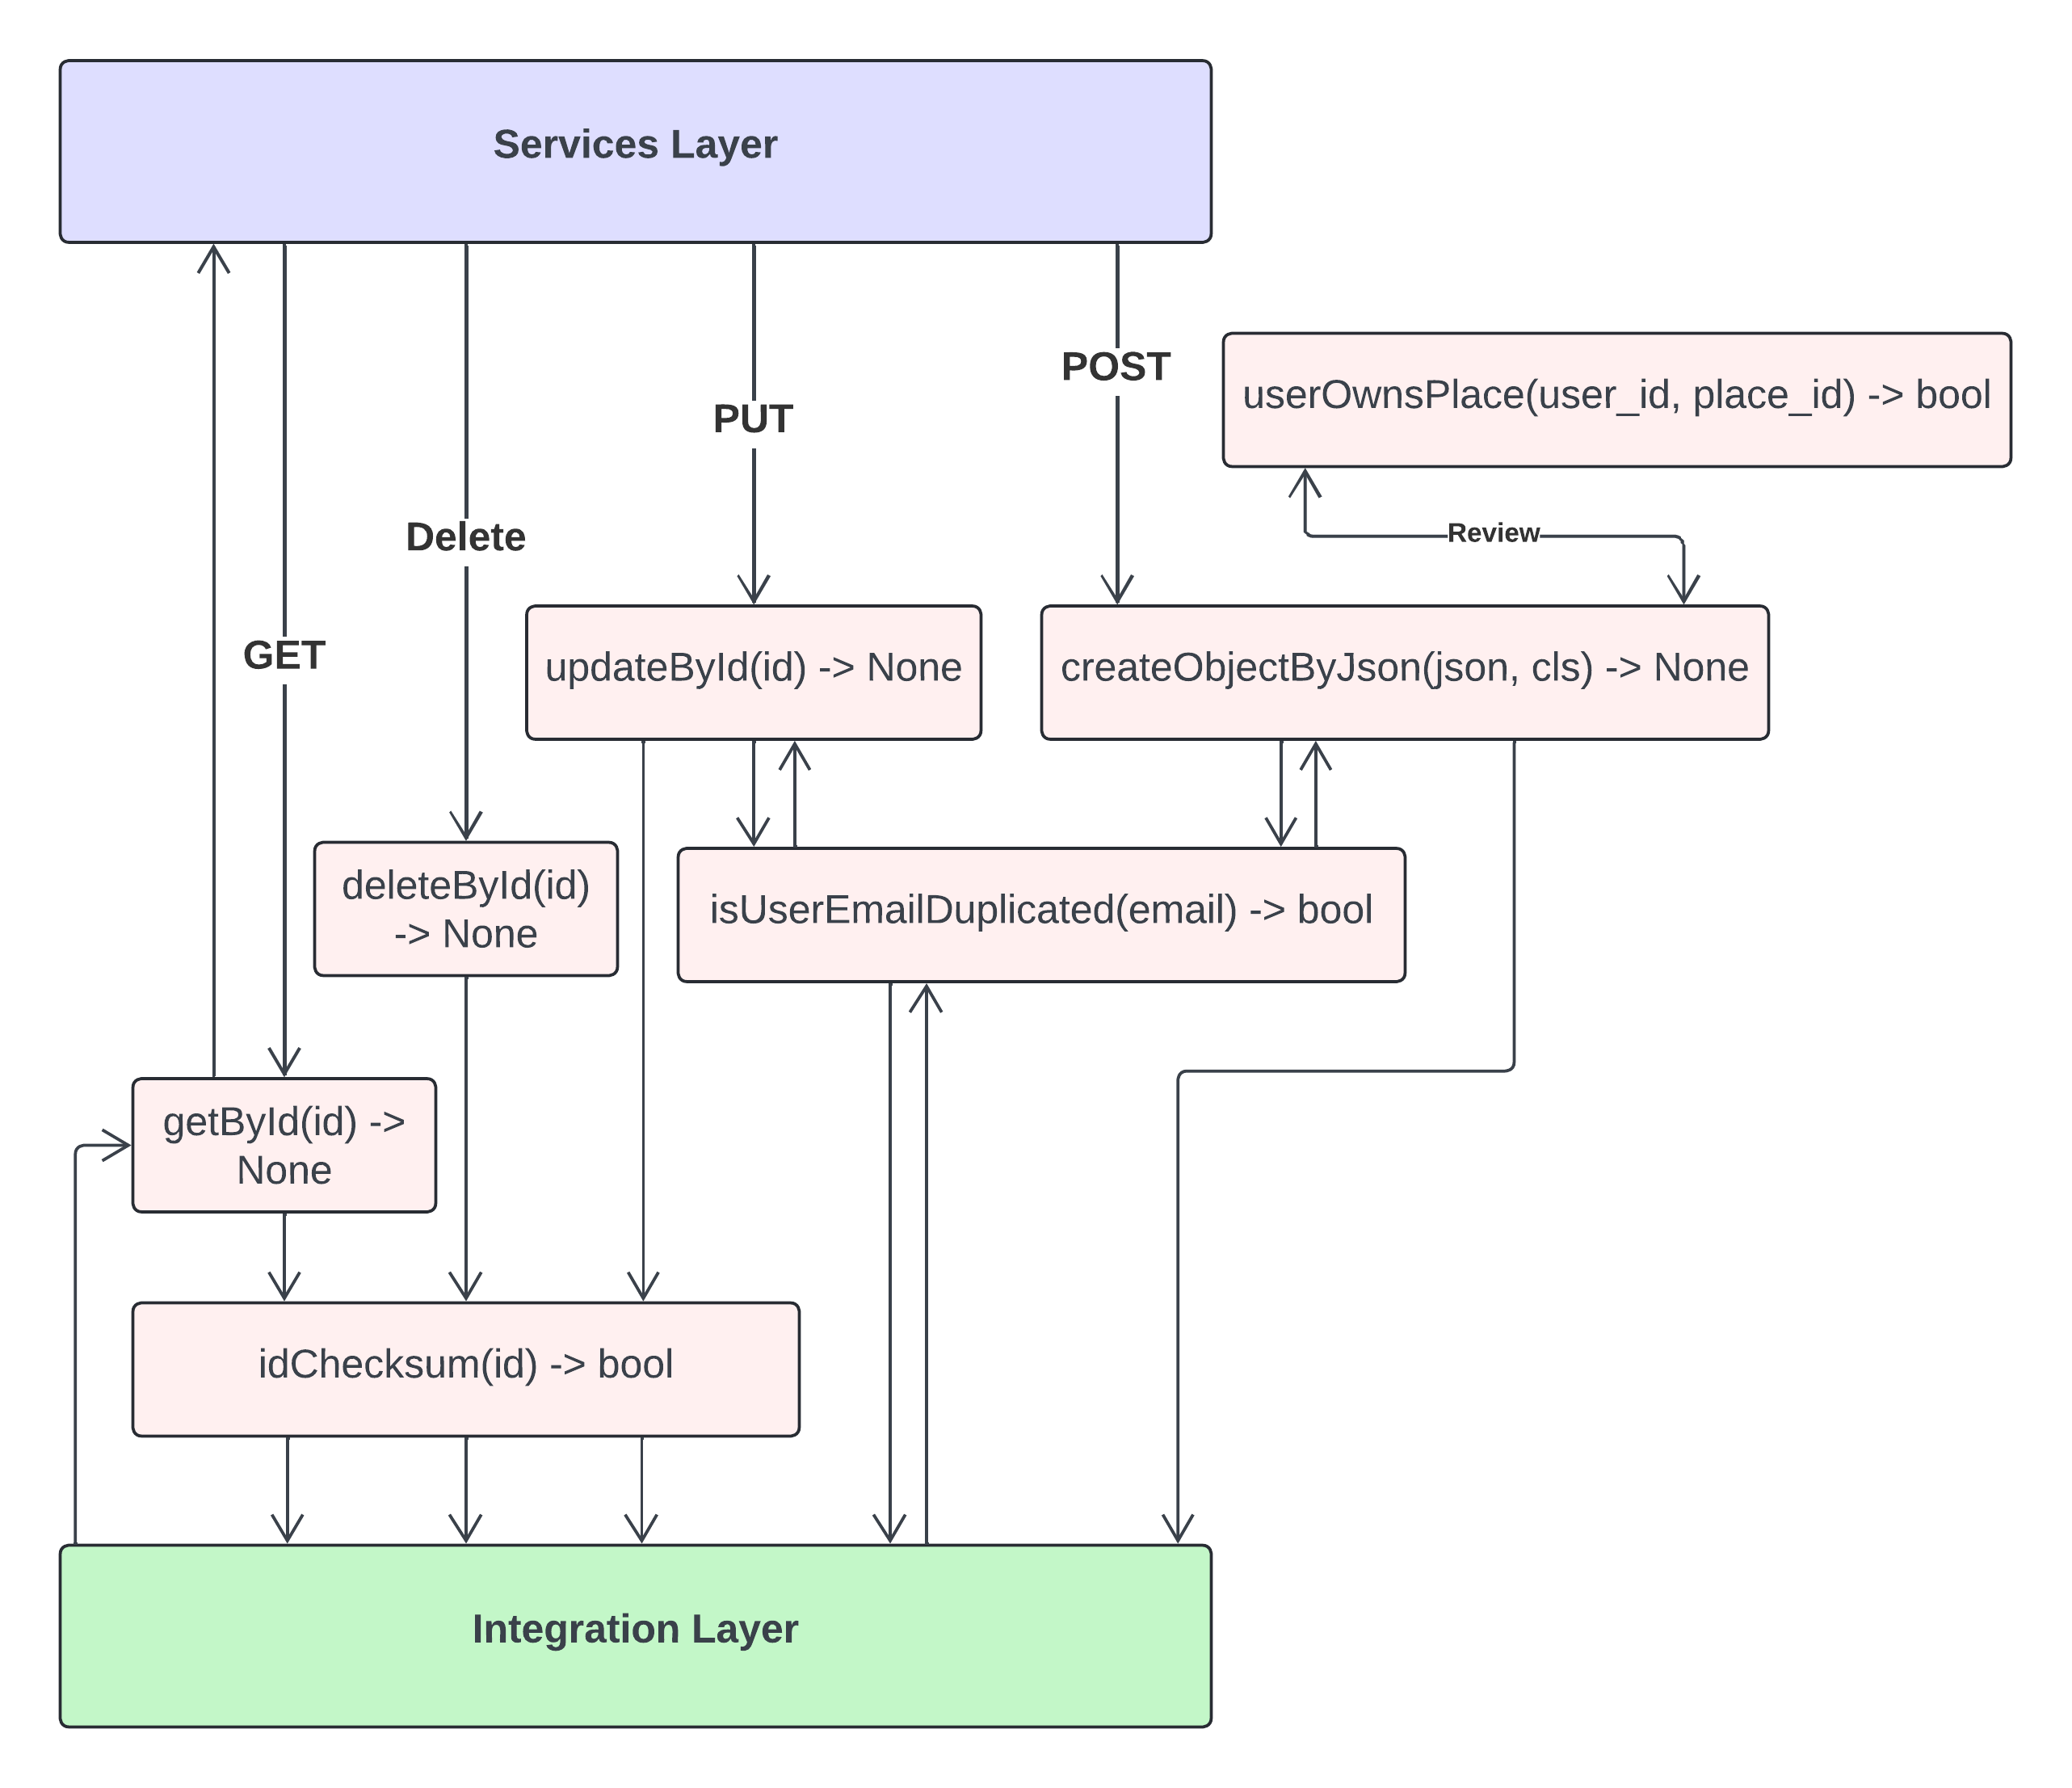 Services Layer
POST
userOwnsPlace(user_id, place_id) -> bool
PUT
Review
Delete
GET
updateById(id) -> None
createObjectByJson(json, cls) -> None
deleteById(id)
-> None
isUserEmailDuplicated(email) -> bool
getById(id) ->
None
idChecksum(id) -> bool
Integration Layer